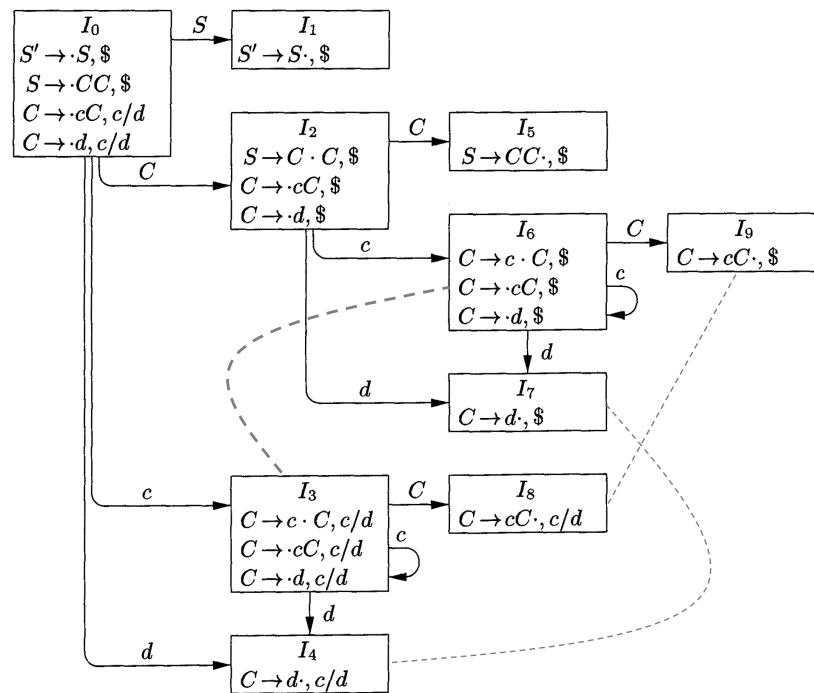 I₀
S' → ·S, $
S → ·CC, $
C → ·cC, c/d
C → ·d, c/d
S
I₁
S' → S·, $
C
I₂
S → C · C, $
C → ·cC, $
C → ·d, $
C
I₅
S → CC·, $
c
I₆
C → c · C, $
C → ·cC, $
C → ·d, $
C
I₉
C → cC·, $
c
d
d
I₇
C → d·, $
c
I₃
C → c · C, c/d
C → ·cC, c/d
C → ·d, c/d
C
I₈
C → cC·, c/d
c
d
d
I₄
C → d·, c/d